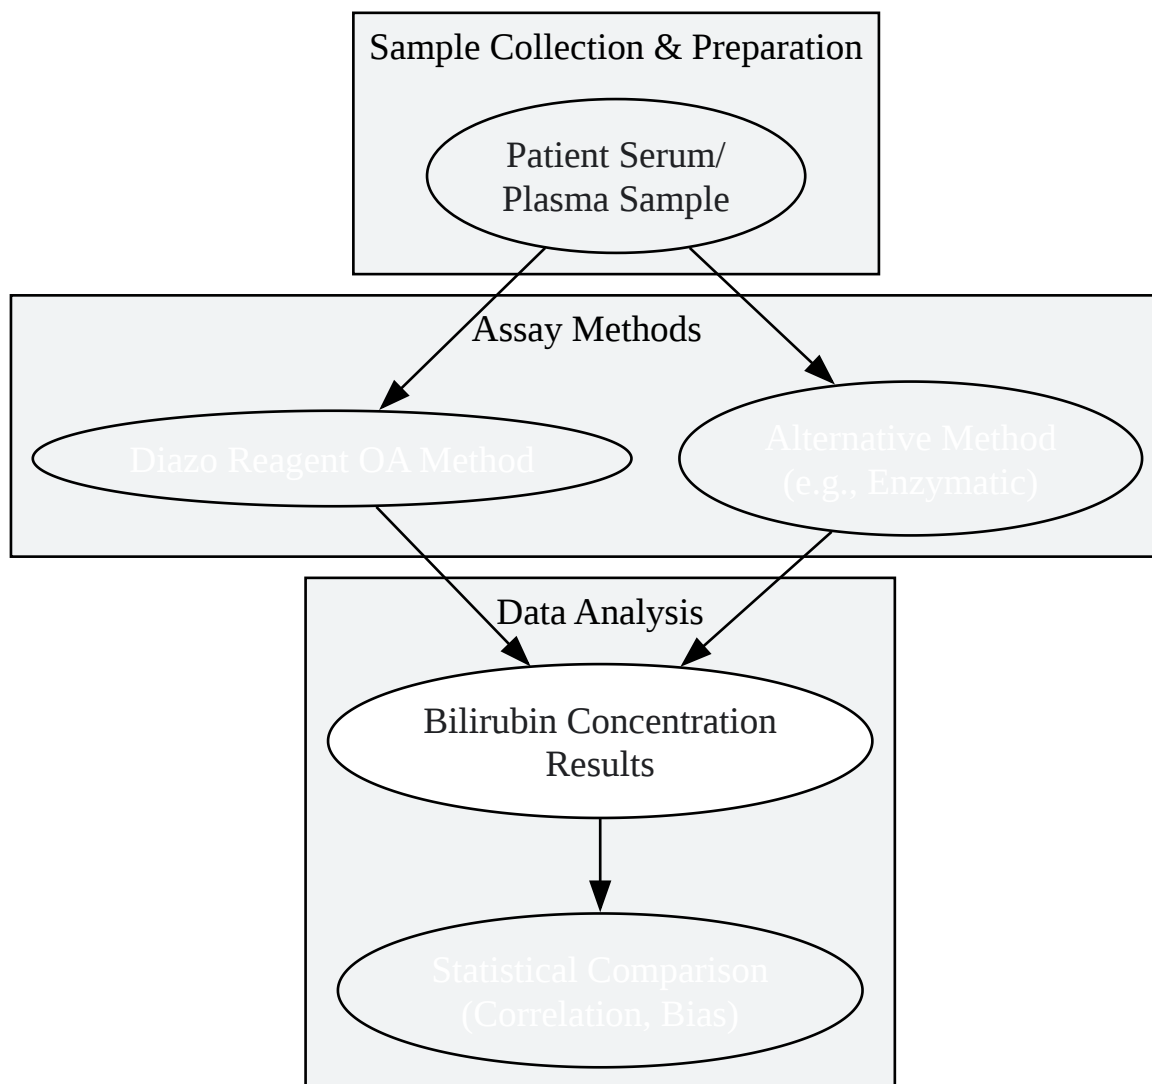 Sample Collection & Preparation
Patient Serum/
Plasma Sample
Assay Methods
Diazo Reagent OA Method
Alternative Method
(e.g., Enzymatic)
Data Analysis
Bilirubin Concentration
Results
Statistical Comparison
(Correlation, Bias)